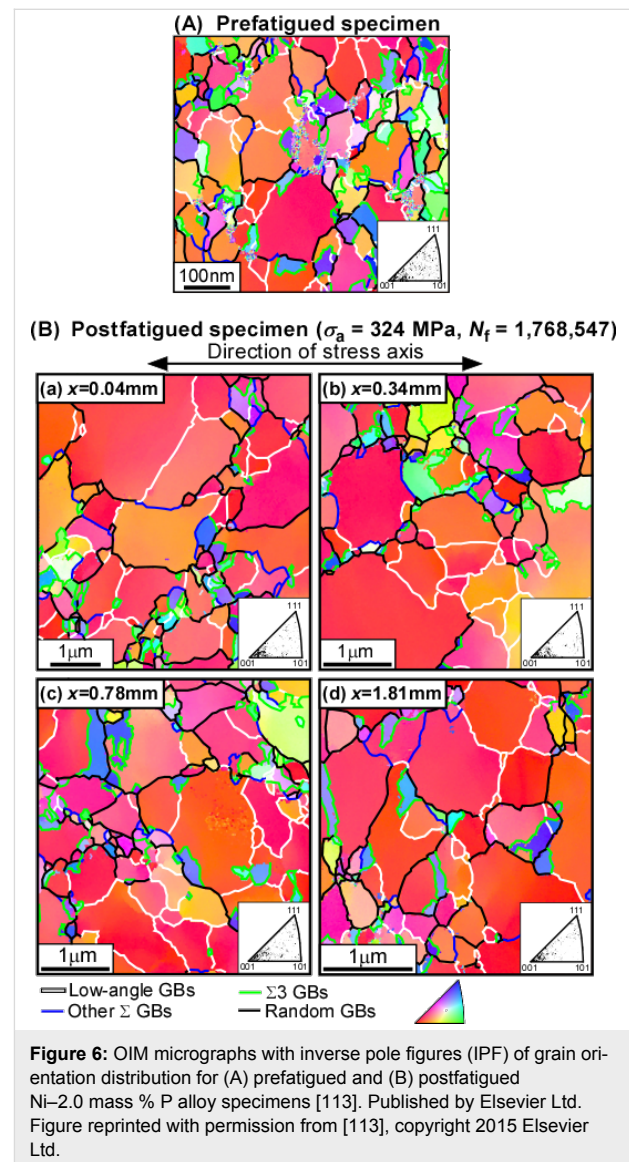 (A) Prefatigued specimen
100nm
111
001 101
(B) Postfatigued specimen (σa = 324 MPa, Nf = 1,768,547)
Direction of stress axis
(a) x=0.04mm
1μm
111
001 101
(b) x=0.34mm
1μm
111
001 101
(c) x=0.78mm
1μm
111
001 101
(d) x=1.81mm
1μm
111
001 101
Low-angle GBs
Σ3 GBs
Other Σ GBs
Random GBs
Figure 6: OIM micrographs with inverse pole figures (IPF) of grain ori-
entation distribution for (A) prefatigued and (B) postfatigued
Ni–2.0 mass % P alloy specimens [113]. Published by Elsevier Ltd.
Figure reprinted with permission from [113], copyright 2015 Elsevier
Ltd.